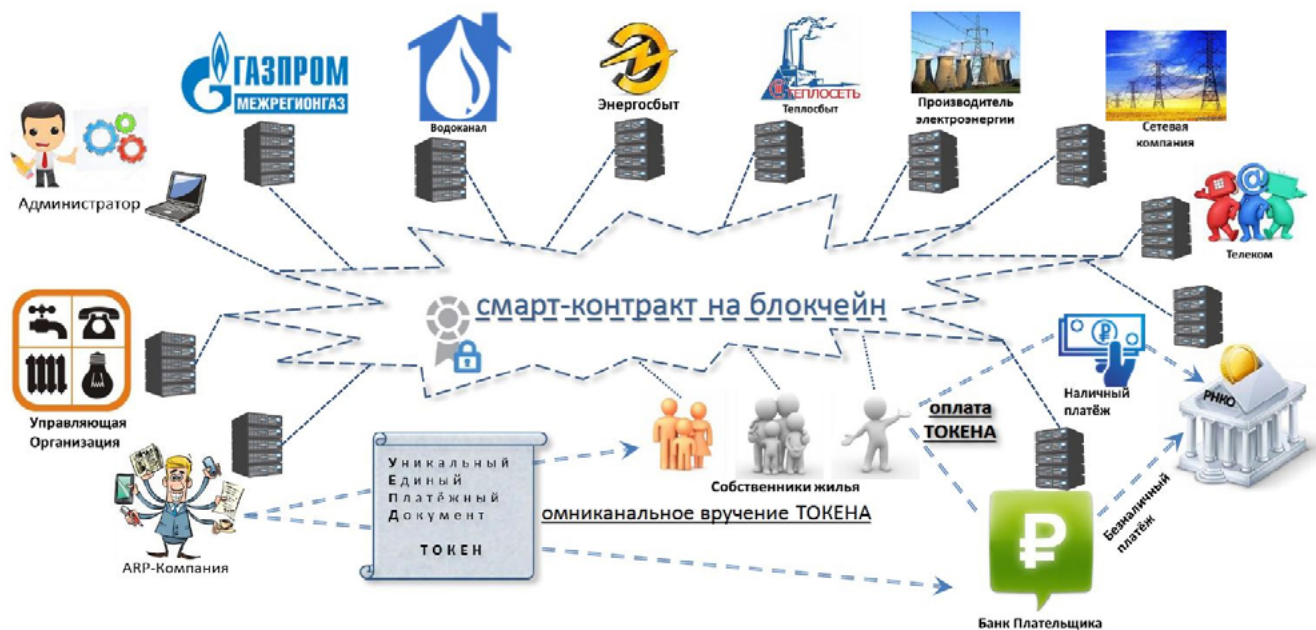 ГАЗПРОМ
МЕЖРЕГИОНГАЗ
Водоканал
Энергосбыт
ТЕПЛОСЕТЬ
Теплосбыт
Производитель
электроэнергии
Сетевая
компания
Администратор
Телеком
смарт-контракт на блокчейн
Управляющая
Организация
Наличный
платёж
РНКО
оплата
ТОКЕНА
Уникальный
Единый
Платёжный
Документ
ТОКЕН
Собственники жилья
омниканальное вручение ТОКЕНА
Безналичный
платёж
ARP-Компания
₽
Банк Плательщика